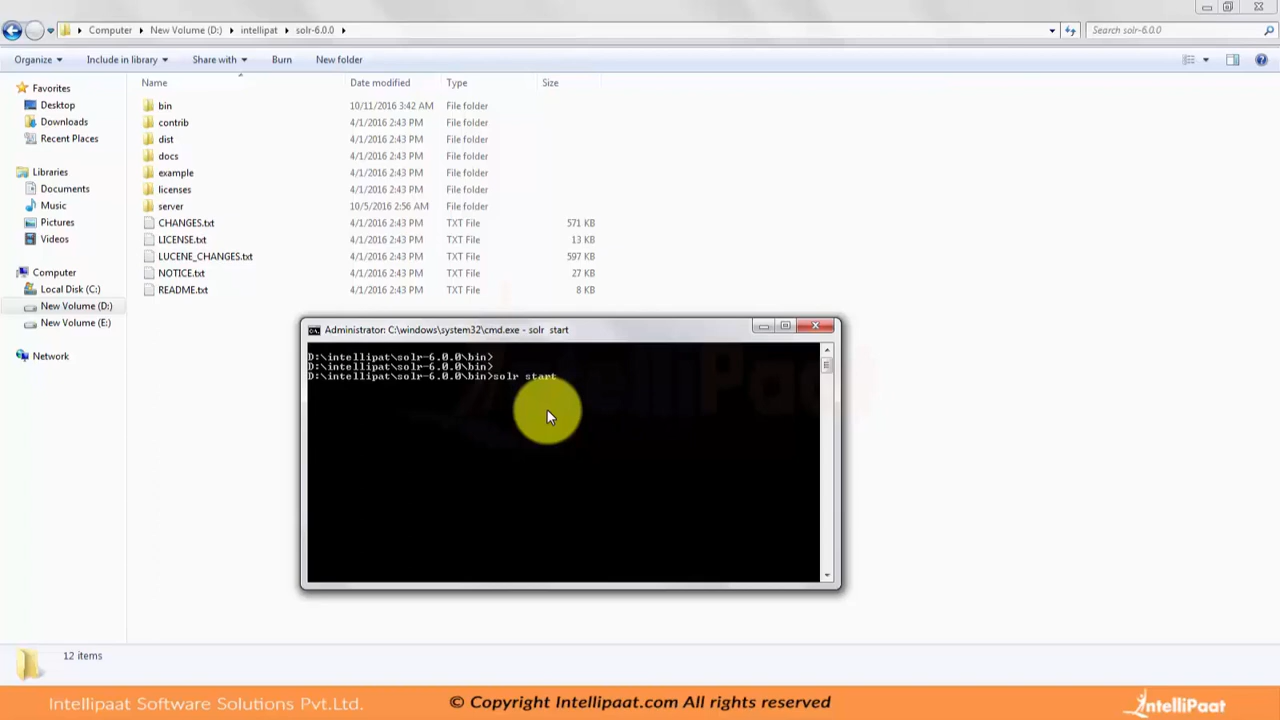 Computer New Volume (D:) intellipat solr-6.0.0 Search solr-6.0.0
Organize Include in library Share with Burn New folder
Name Date modified Type Size
Favorites
Desktop
Downloads
Recent Places
Libraries
Documents
Music
Pictures
Videos
Computer
Local Disk (C:)
New Volume (D:)
New Volume (E:)
Network
bin 10/11/2016 3:42 AM File folder
contrib 4/1/2016 2:43 PM File folder
dist 4/1/2016 2:43 PM File folder
docs 4/1/2016 2:43 PM File folder
example 4/1/2016 2:43 PM File folder
licenses 4/1/2016 2:43 PM File folder
server 10/5/2016 2:56 AM File folder
CHANGES.txt 4/1/2016 2:43 PM TXT File 571 KB
LICENSE.txt 4/1/2016 2:43 PM TXT File 13 KB
LUCENE_CHANGES.txt 4/1/2016 2:43 PM TXT File 597 KB
NOTICE.txt 4/1/2016 2:43 PM TXT File 27 KB
README.txt 4/1/2016 2:43 PM TXT File 8 KB
Administrator: C:\windows\system32\cmd.exe - solr start
D:\intellipat\solr-6.0.0\bin>
D:\intellipat\solr-6.0.0\bin>
D:\intellipat\solr-6.0.0\bin>solr start
IntelliPaat
12 items
Intellipaat Software Solutions Pvt.Ltd. © Copyright Intellipaat.com All rights reserved IntelliPaat